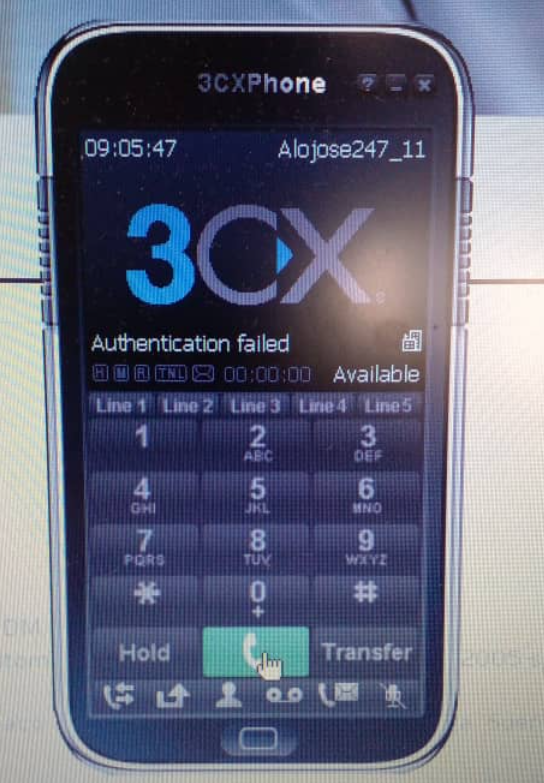 3CXPhone ? – x
09:05:47 Alojose247_11
3CX
Authentication failed
H M R TNL 00:00:00 Available
Line 1 Line 2 Line 3 Line 4 Line5
1 2 3
ABC DEF
4 5 6
GHI JKL MNO
7 8 9
PQRS TUV WXYZ
* 0 #
+
Hold Transfer